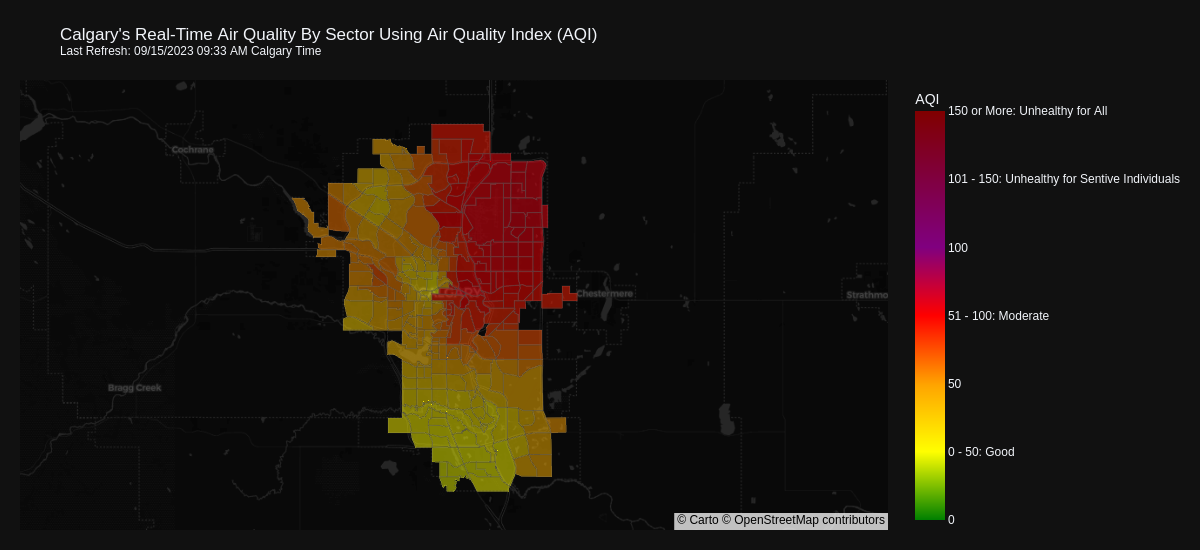 Calgary's Real-Time Air Quality By Sector Using Air Quality Index (AQI)
Last Refresh: 09/15/2023 09:33 AM Calgary Time
AQI
150 or More: Unhealthy for All
Cochrane
101 - 150: Unhealthy for Sentive Individuals
100
Chestermere
Strathmo
51 - 100: Moderate
50
Bragg Creek
0 - 50: Good
0
© Carto © OpenStreetMap contributors